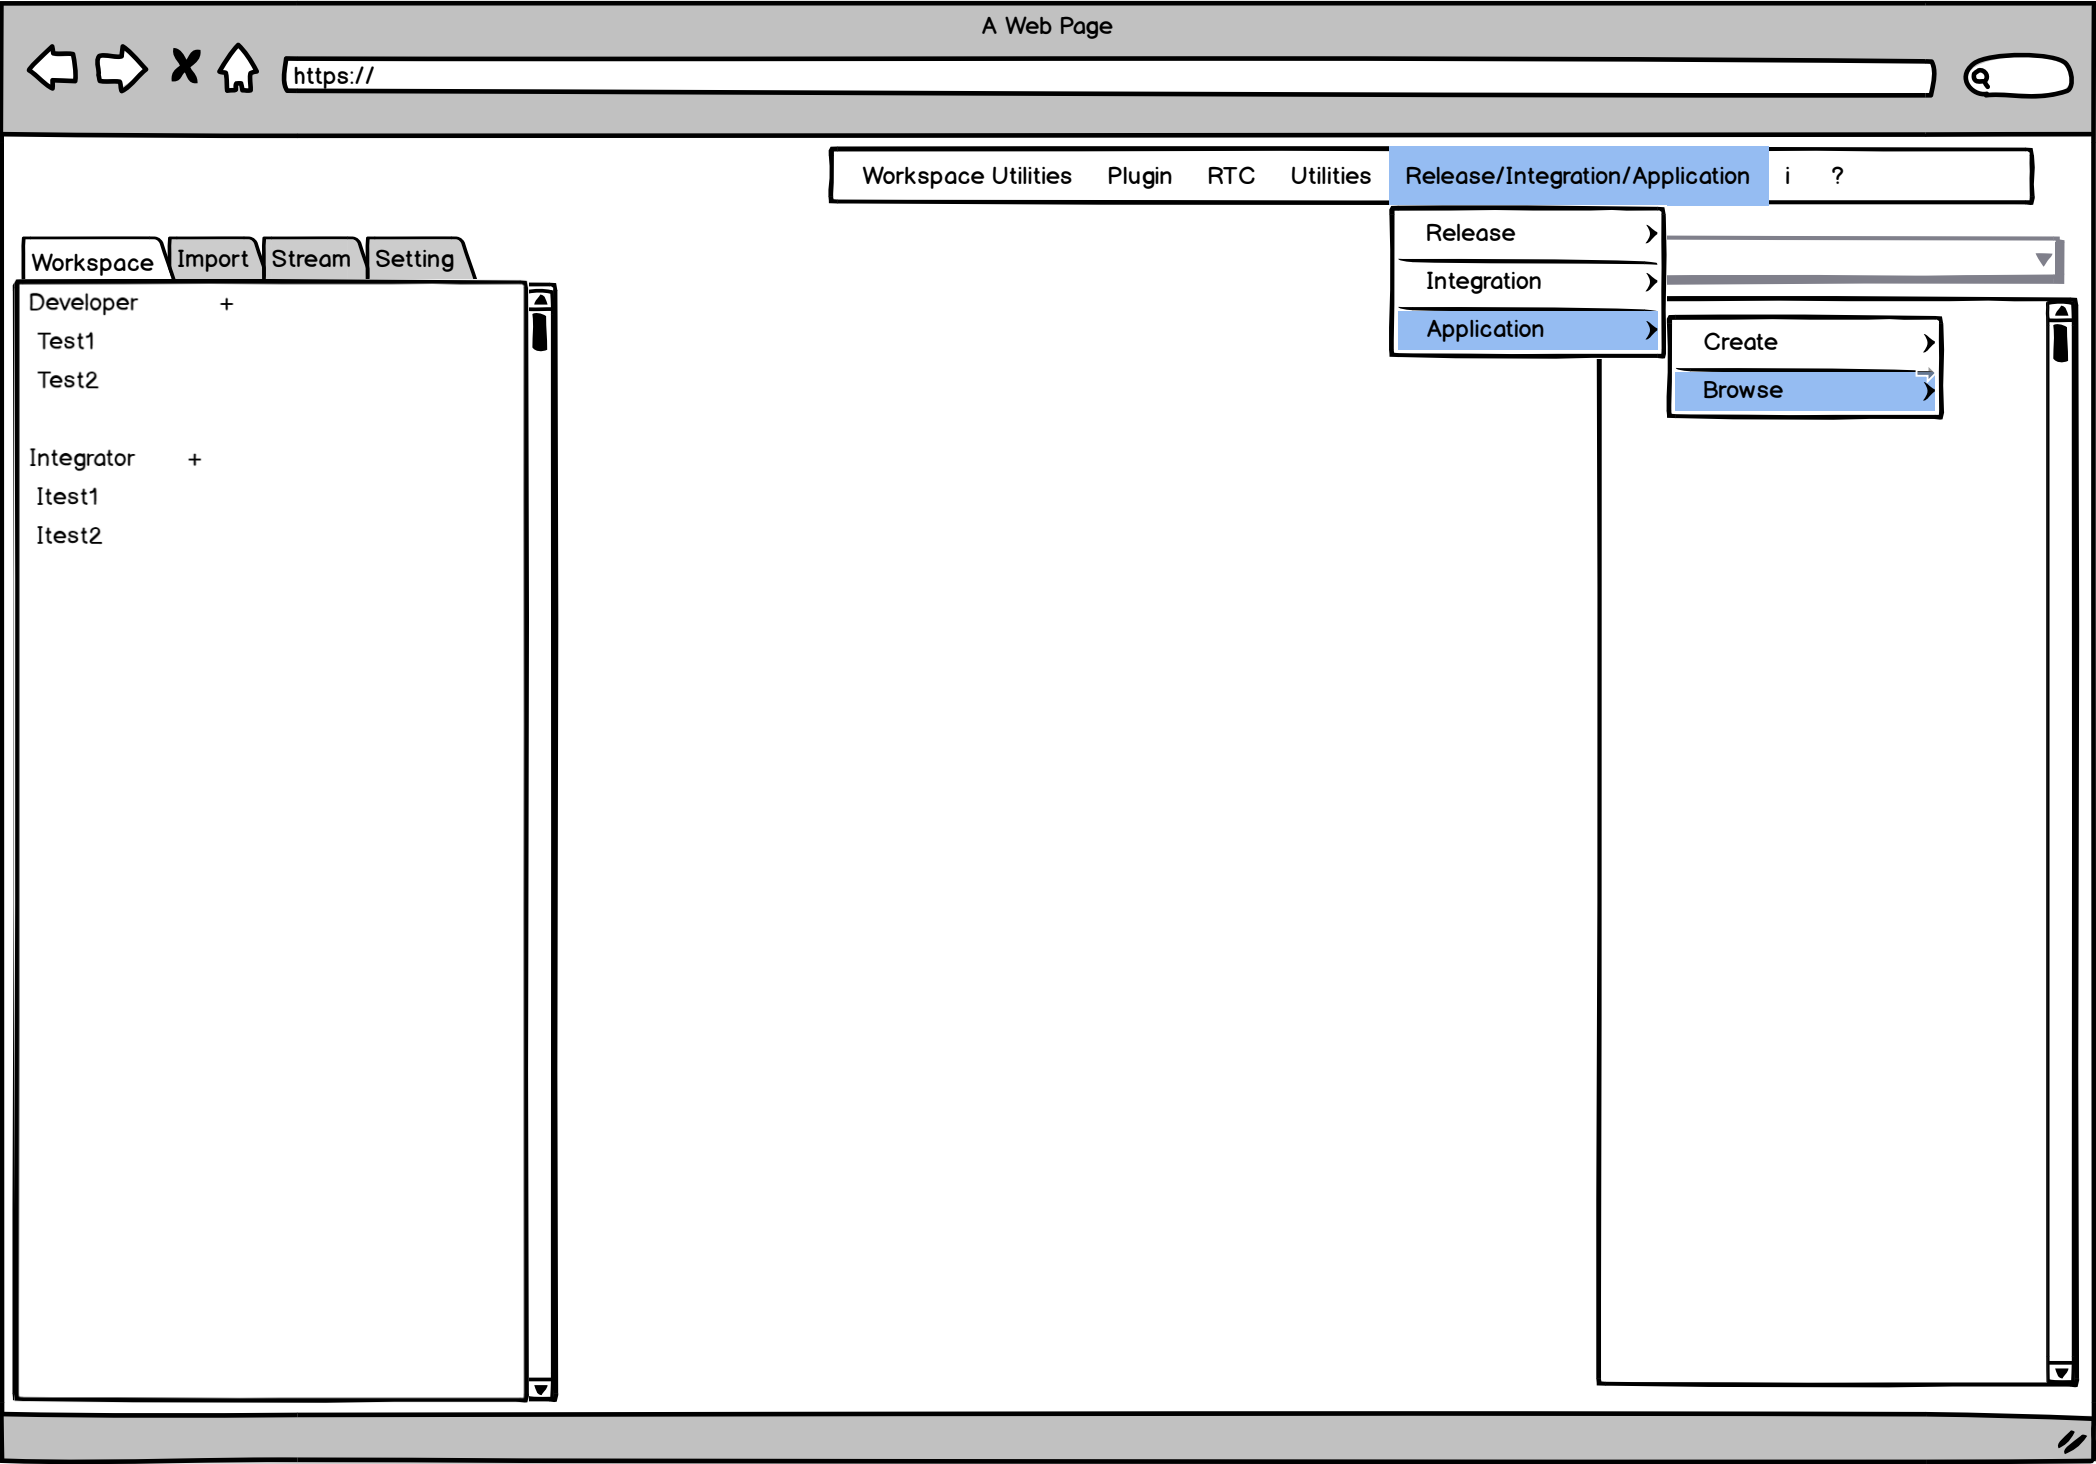 A Web Page
https://
Workspace Utilities Plugin RTC Utilities Release/Integration/Application i ?
Release
Integration
Application
Create
Browse
Workspace Import Stream Setting
Developer +
Test1
Test2
Integrator +
Itest1
Itest2